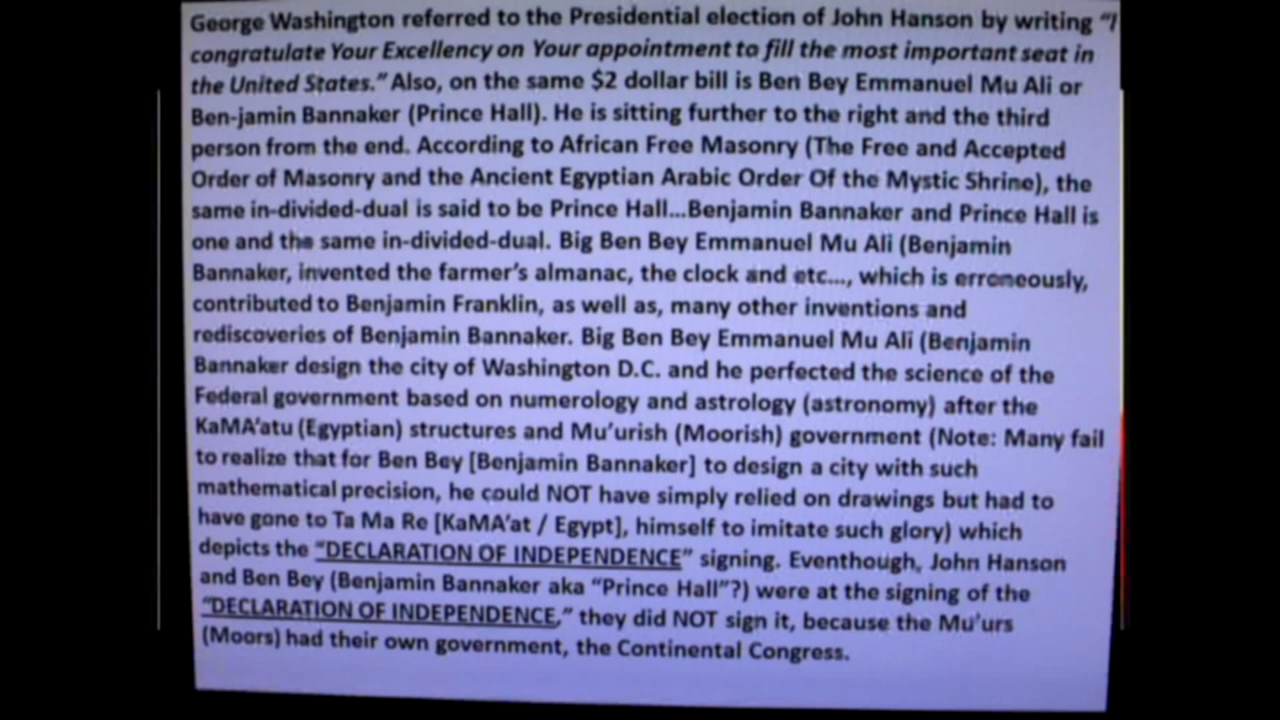 George Washington referred to the Presidential election of John Hanson by writing “I
congratulate Your Excellency on Your appointment to fill the most important seat in
the United States.” Also, on the same $2 dollar bill is Ben Bey Emmanuel Mu Ali or
Ben-jamin Bannaker (Prince Hall). He is sitting further to the right and the third
person from the end. According to African Free Masonry (The Free and Accepted
Order of Masonry and the Ancient Egyptian Arabic Order Of the Mystic Shrine), the
same in-divided-dual is said to be Prince Hall...Benjamin Bannaker and Prince Hall is
one and the same in-divided-dual. Big Ben Bey Emmanuel Mu Ali (Benjamin
Bannaker, invented the farmer’s almanac, the clock and etc..., which is erroneously,
contributed to Benjamin Franklin, as well as, many other inventions and
rediscoveries of Benjamin Bannaker. Big Ben Bey Emmanuel Mu Ali (Benjamin
Bannaker design the city of Washington D.C. and he perfected the science of the
Federal government based on numerology and astrology (astronomy) after the
KaMA’atu (Egyptian) structures and Mu’urish (Moorish) government (Note: Many fail
to realize that for Ben Bey [Benjamin Bannaker] to design a city with such
mathematical precision, he could NOT have simply relied on drawings but had to
have gone to Ta Ma Re [KaMA’at / Egypt], himself to imitate such glory) which
depicts the “DECLARATION OF INDEPENDENCE” signing. Eventhough, John Hanson
and Ben Bey (Benjamin Bannaker aka “Prince Hall”?) were at the signing of the
“DECLARATION OF INDEPENDENCE,” they did NOT sign it, because the Mu’urs
(Moors) had their own government, the Continental Congress.